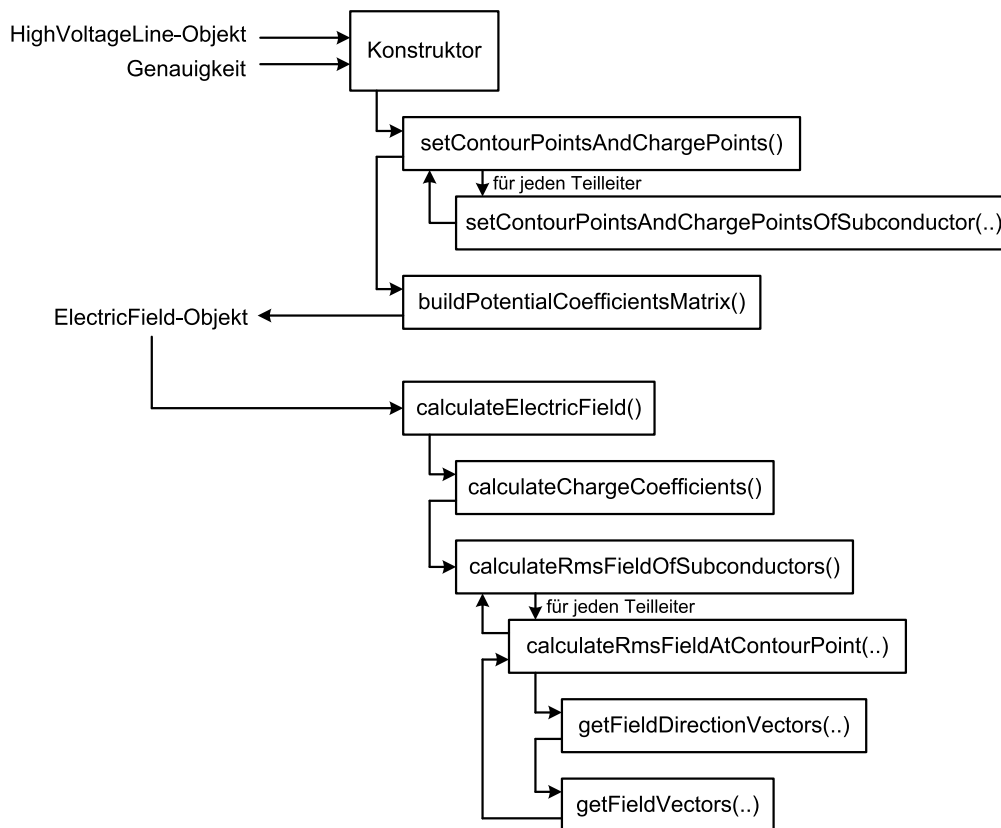 HighVoltageLine-Objekt
Genauigkeit
Konstruktor
setContourPointsAndChargePoints()
für jeden Teilleiter
setContourPointsAndChargePointsOfSubconductor(..)
buildPotentialCoefficientsMatrix()
ElectricField-Objekt
calculateElectricField()
calculateChargeCoefficients()
calculateRmsFieldOfSubconductors()
für jeden Teilleiter
calculateRmsFieldAtContourPoint(..)
getFieldDirectionVectors(..)
getFieldVectors(..)